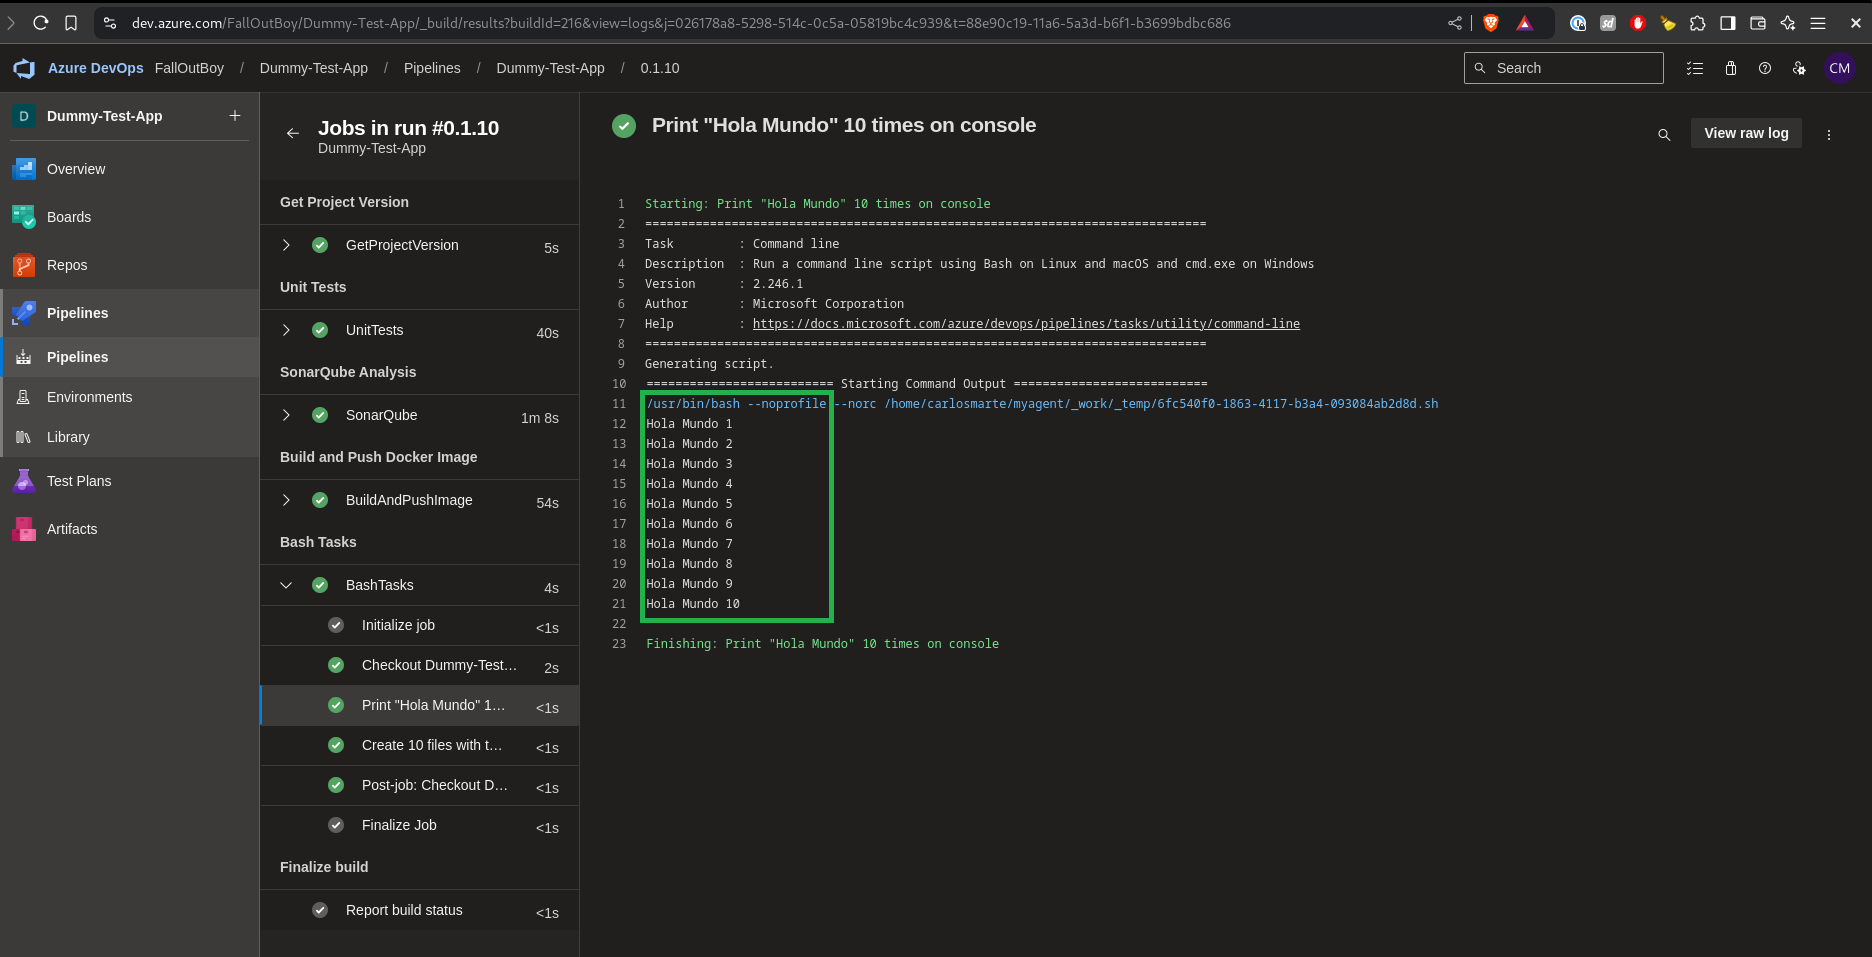 dev.azure.com/FallOutBoy/Dummy-Test-App/_build/results?buildId=216&view=logs&j=026178a8-5298-514c-0c5a-05819bc4c939&t=88e90c19-11a6-5a3d-b6f1-b3699bdbc686
Azure DevOps FallOutBoy / Dummy-Test-App / Pipelines / Dummy-Test-App / 0.1.10
Search
CM
D Dummy-Test-App
Overview
Boards
Repos
Pipelines
Pipelines
Environments
Library
Test Plans
Artifacts
Jobs in run #0.1.10
Dummy-Test-App
Get Project Version
GetProjectVersion 5s
Unit Tests
UnitTests 40s
SonarQube Analysis
SonarQube 1m 8s
Build and Push Docker Image
BuildAndPushImage 54s
Bash Tasks
BashTasks 4s
Initialize job <1s
Checkout Dummy-Test... 2s
Print "Hola Mundo" 1... <1s
Create 10 files with t... <1s
Post-job: Checkout D... <1s
Finalize Job <1s
Finalize build
Report build status <1s
Print "Hola Mundo" 10 times on console
View raw log
1 Starting: Print "Hola Mundo" 10 times on console
2 ==============================================================================
3 Task : Command line
4 Description : Run a command line script using Bash on Linux and macOS and cmd.exe on Windows
5 Version : 2.246.1
6 Author : Microsoft Corporation
7 Help : https://docs.microsoft.com/azure/devops/pipelines/tasks/utility/command-line
8 ==============================================================================
9 Generating script.
10 ========================== Starting Command Output ===========================
11 /usr/bin/bash --noprofile --norc /home/carlosmarte/myagent/_work/_temp/6fc540f0-1863-4117-b3a4-093084ab2d8d.sh
12 Hola Mundo 1
13 Hola Mundo 2
14 Hola Mundo 3
15 Hola Mundo 4
16 Hola Mundo 5
17 Hola Mundo 6
18 Hola Mundo 7
19 Hola Mundo 8
20 Hola Mundo 9
21 Hola Mundo 10
22
23 Finishing: Print "Hola Mundo" 10 times on console